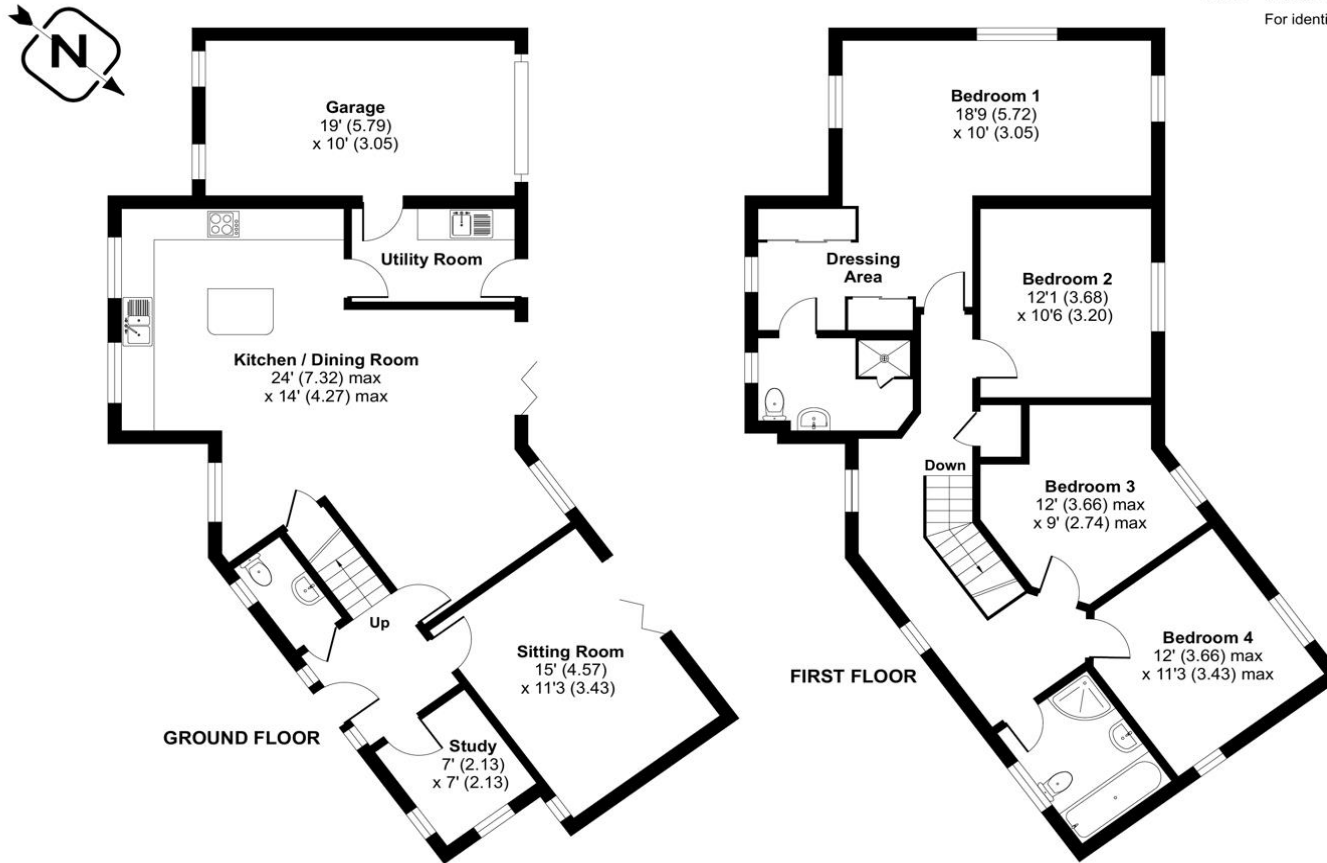 N
For identi
Garage
19' (5.79)
x 10' (3.05)
Utility Room
Kitchen / Dining Room
24' (7.32) max
x 14' (4.27) max
Up
Sitting Room
15' (4.57)
x 11'3 (3.43)
GROUND FLOOR
Study
7' (2.13)
x 7' (2.13)
Bedroom 1
18'9 (5.72)
x 10' (3.05)
Dressing
Area
Bedroom 2
12'1 (3.68)
x 10'6 (3.20)
Down
Bedroom 3
12' (3.66) max
x 9' (2.74) max
Bedroom 4
12' (3.66) max
x 11'3 (3.43) max
FIRST FLOOR